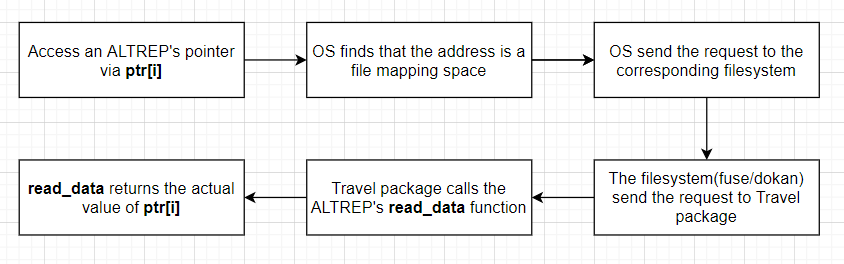 Access an ALTREP's pointer
via ptr[i]
OS finds that the address is a
file mapping space
OS send the request to the
corresponding filesystem
The filesystem(fuse/dokan)
send the request to Travel
package
Travel package calls the
ALTREP's read_data function
read_data returns the actual
value of ptr[i]